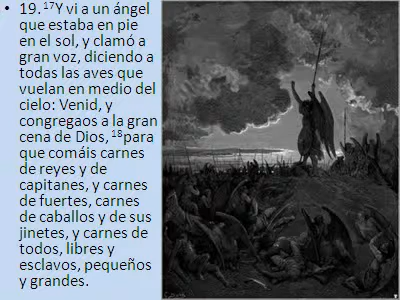 • 19. ¹⁷Y vi a un ángel
que estaba en pie
en el sol, y clamó a
gran voz, diciendo a
todas las aves que
vuelan en medio del
cielo: Venid, y
congregaos a la gran
cena de Dios, ¹⁸para
que comáis carnes
de reyes y de
capitanes, y carnes
de fuertes, carnes
de caballos y de sus
jinetes, y carnes de
todos, libres y
esclavos, pequeños
y grandes.